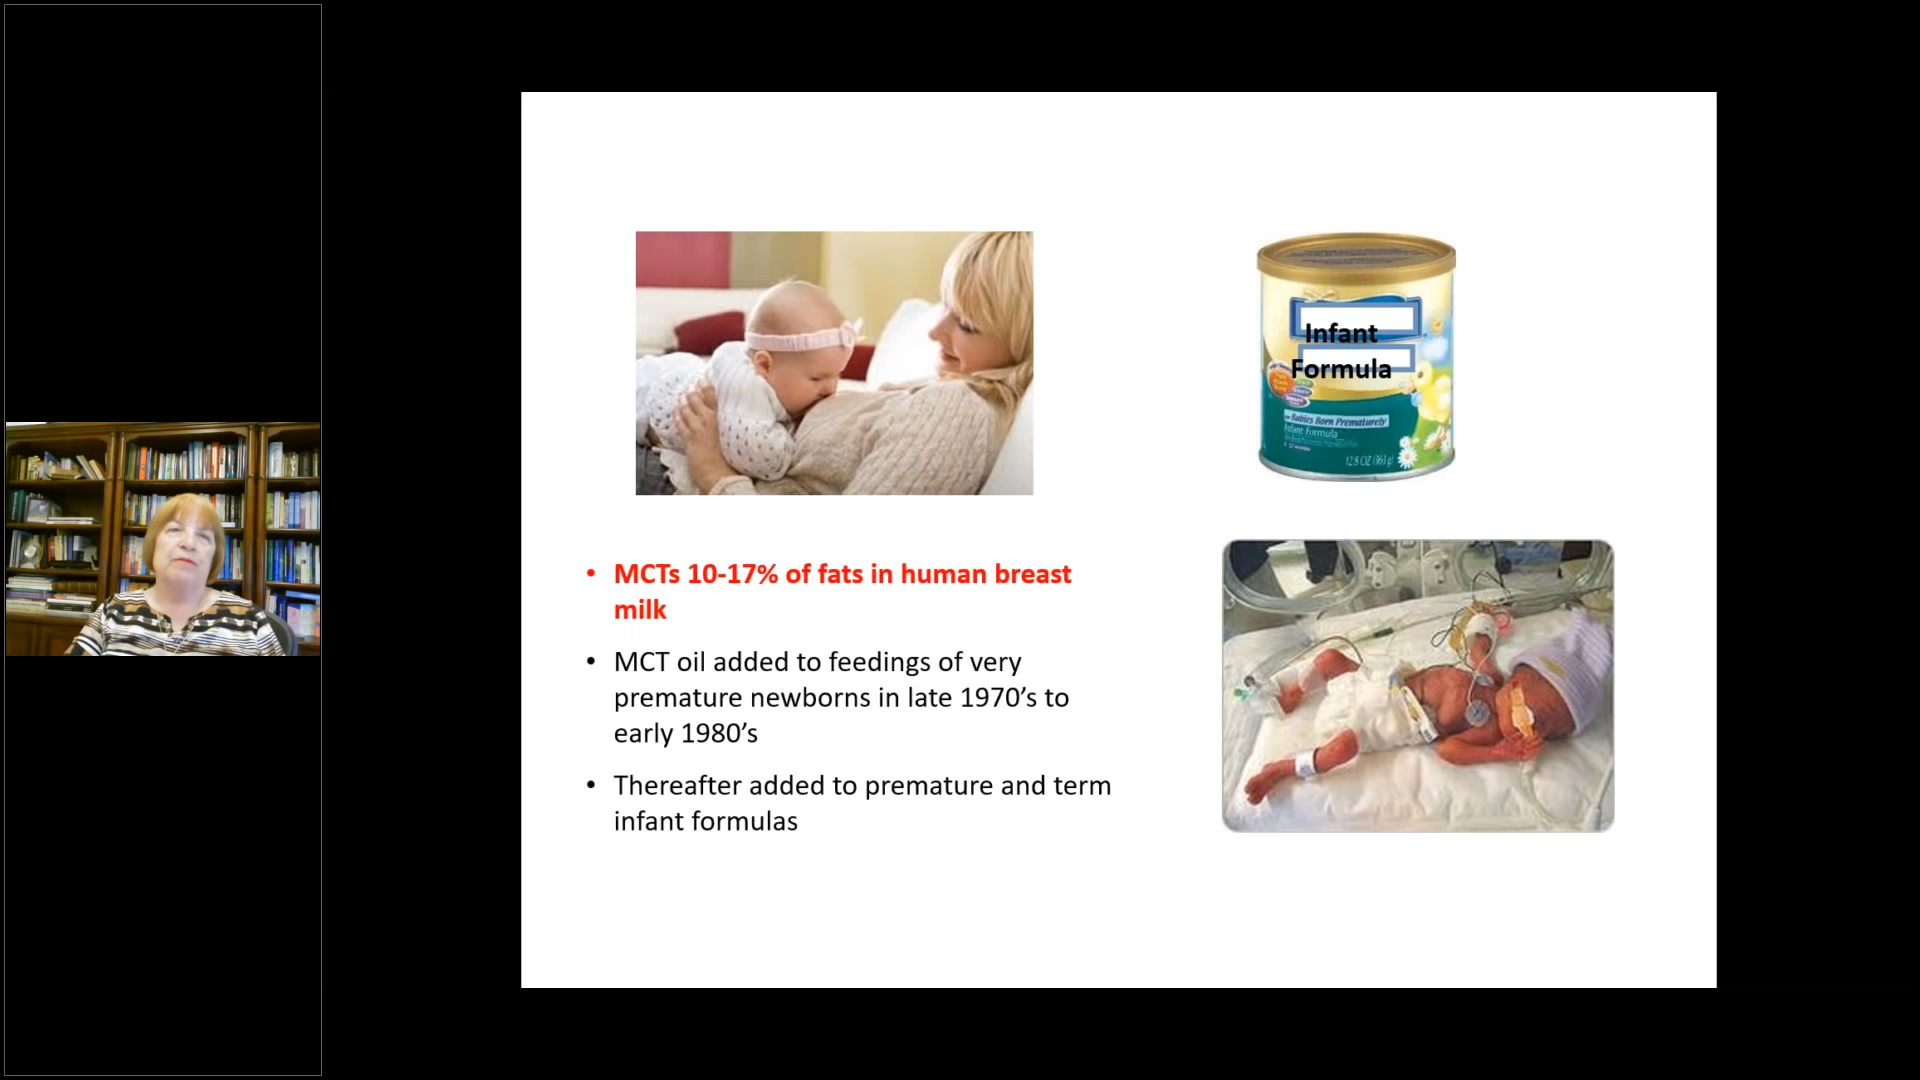 Infant
Formula
Babies Born Prematurely
Infant Formula
12.8 OZ (363 g)
• MCTs 10-17% of fats in human breast
milk
• MCT oil added to feedings of very
premature newborns in late 1970’s to
early 1980’s
• Thereafter added to premature and term
infant formulas